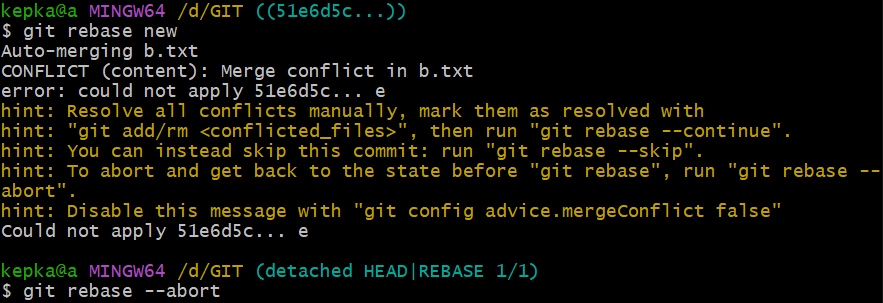 kepka@a MINGW64 /d/GIT ((51e6d5c...))
$ git rebase new
Auto-merging b.txt
CONFLICT (content): Merge conflict in b.txt
error: could not apply 51e6d5c... e
hint: Resolve all conflicts manually, mark them as resolved with
hint: "git add/rm <conflicted_files>", then run "git rebase --continue".
hint: You can instead skip this commit: run "git rebase --skip".
hint: To abort and get back to the state before "git rebase", run "git rebase --
abort".
hint: Disable this message with "git config advice.mergeConflict false"
Could not apply 51e6d5c... e
kepka@a MINGW64 /d/GIT (detached HEAD|REBASE 1/1)
$ git rebase --abort